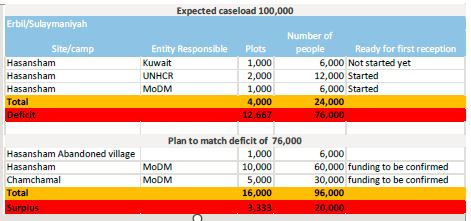 Expected caseload 100,000
Erbil/Sulaymaniyah
Number of
Site/camp Entity Responsible Plots people Ready for first reception
Hasansham Kuwait 1,000 6,000 Not started yet
Hasansham UNHCR 2,000 12,000 Started
Hasansham MoDM 1,000 6,000 Started
Total 4,000 24,000
Deficit 12,667 76,000
Plan to match deficit of 76,000
Hasansham Abandoned village 1,000 6,000
Hasansham MoDM 10,000 60,000 funding to be confirmed
Chamchamal MoDM 5,000 30,000 funding to be confirmed
Total 16,000 96,000
Surplus 3,333 20,000